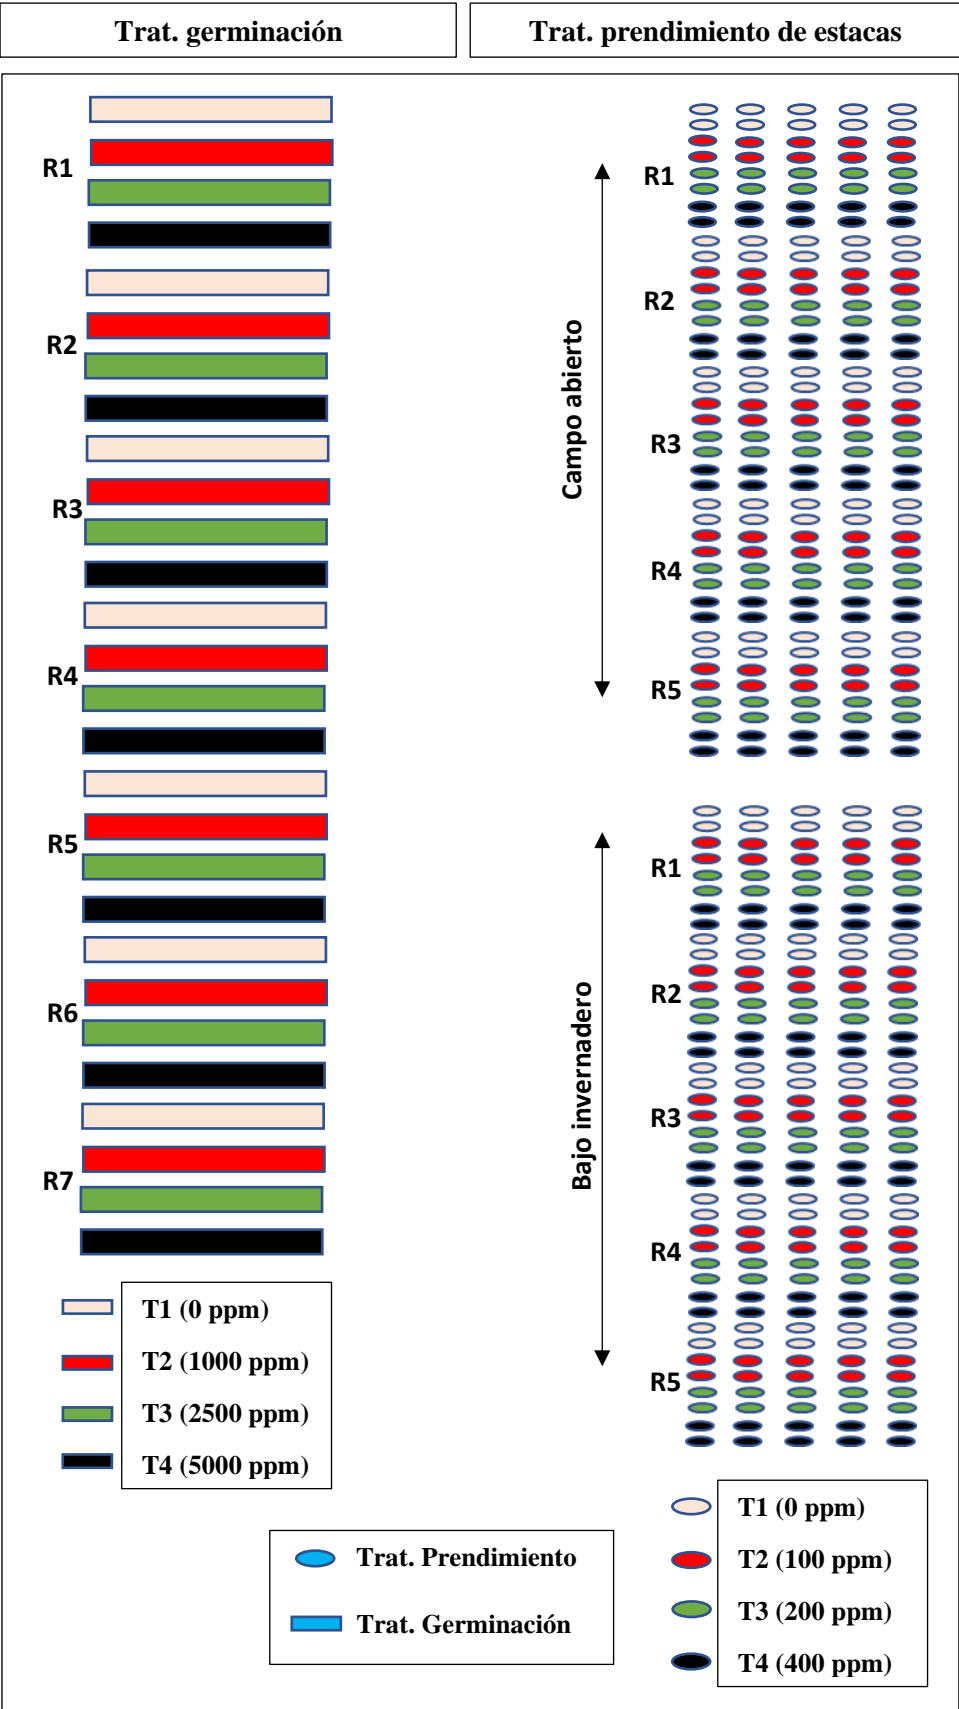 Trat. germinación
Trat. prendimiento de estacas
R1
R2
R3
R4
R5
R6
R7
T1 (0 ppm)
T2 (1000 ppm)
T3 (2500 ppm)
T4 (5000 ppm)
Campo abierto
R1
R2
R3
R4
R5
Bajo invernadero
R1
R2
R3
R4
R5
T1 (0 ppm)
T2 (100 ppm)
T3 (200 ppm)
T4 (400 ppm)
Trat. Prendimiento
Trat. Germinación